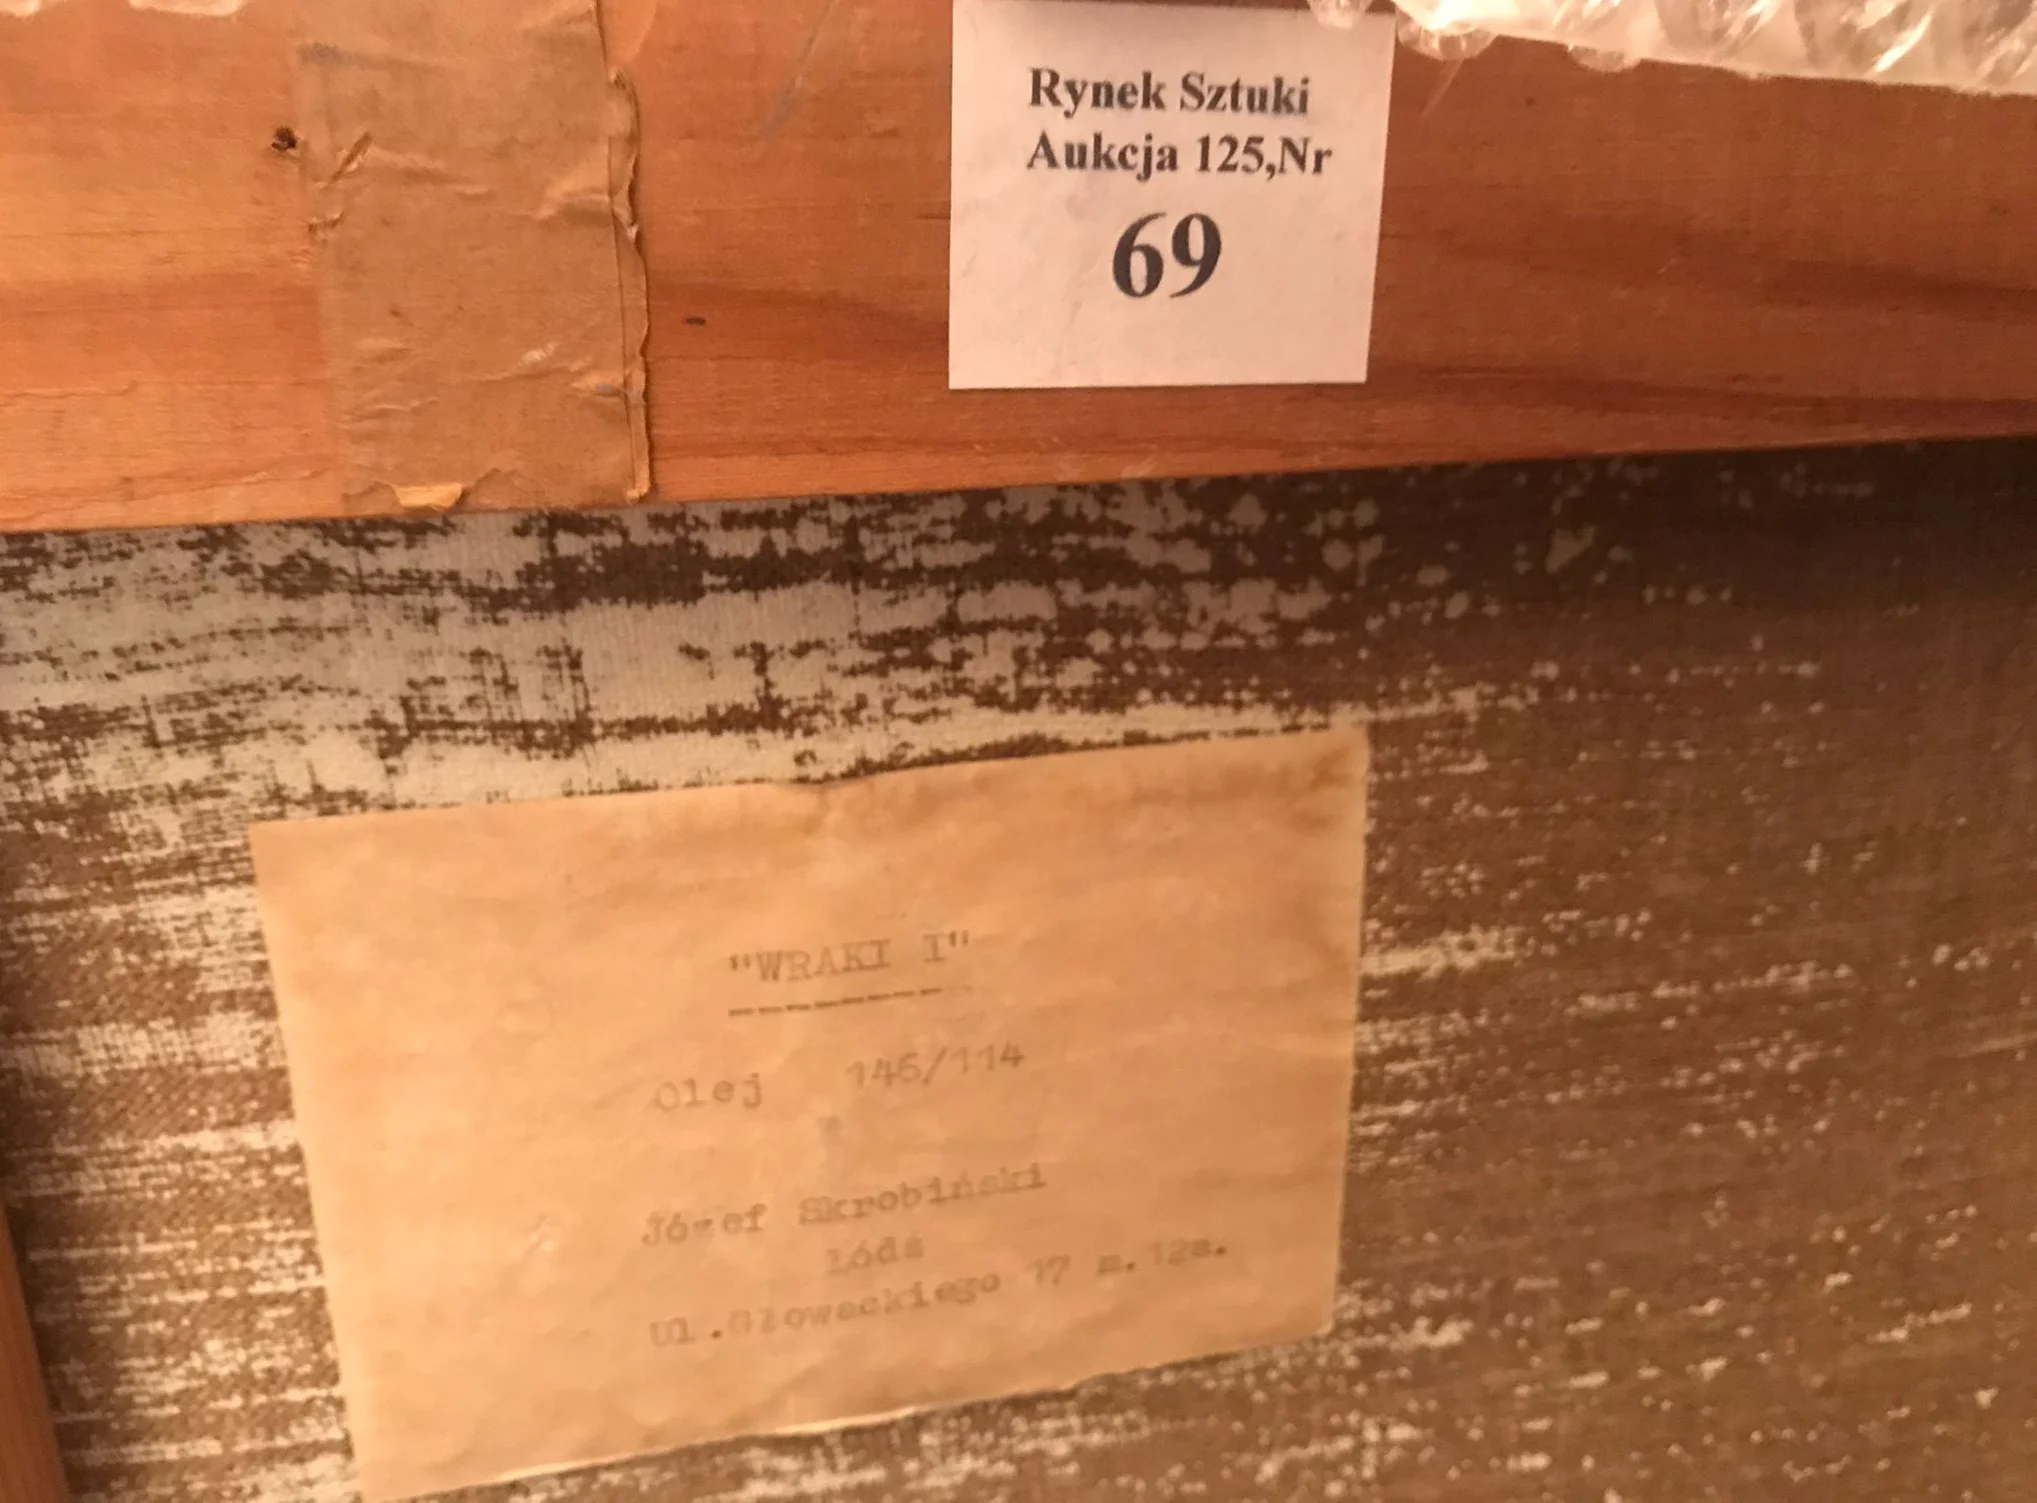 Rynek Sztuki
Aukcja 125,Nr
69
"WRAKI I"
Olej 146/114
Józef Skrobiński
Łódź
Ul.Głowackiego 17 m.12a.